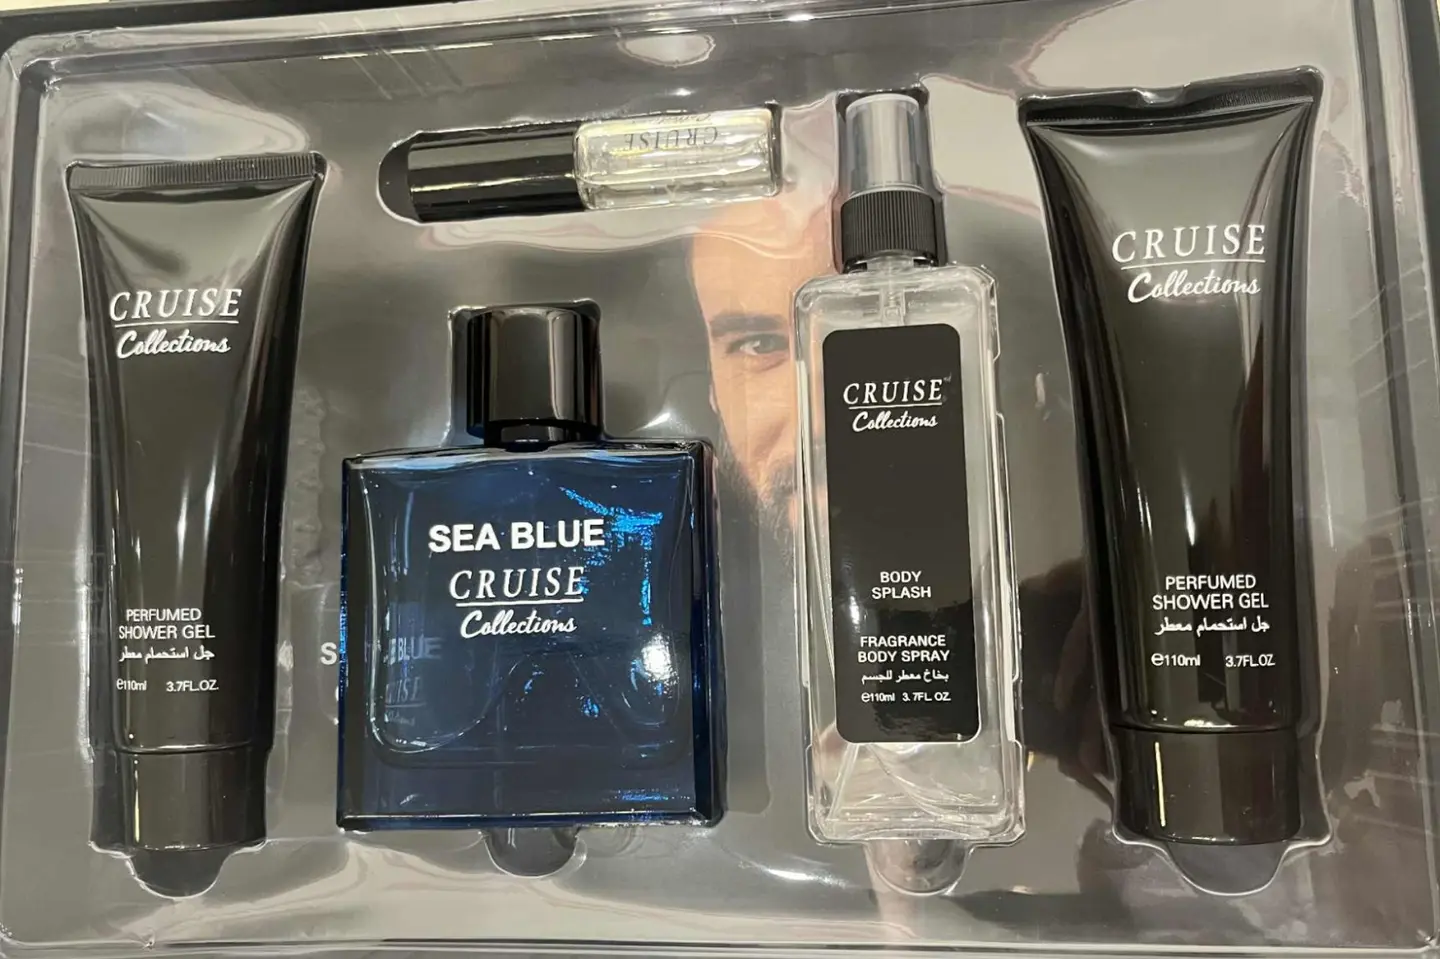 CRUISE
Collections
PERFUMED
SHOWER GEL
جل استحمام معطر
e110ml 3.7FL.OZ.
CRUISE
SEA BLUE
CRUISE
Collections
CRUISE
Collections
BODY
SPLASH
FRAGRANCE
BODY SPRAY
بخاخ معطر للجسم
e110ml 3.7FL.OZ.
CRUISE
Collections
PERFUMED
SHOWER GEL
جل استحمام معطر
e110ml 3.7FL.OZ.